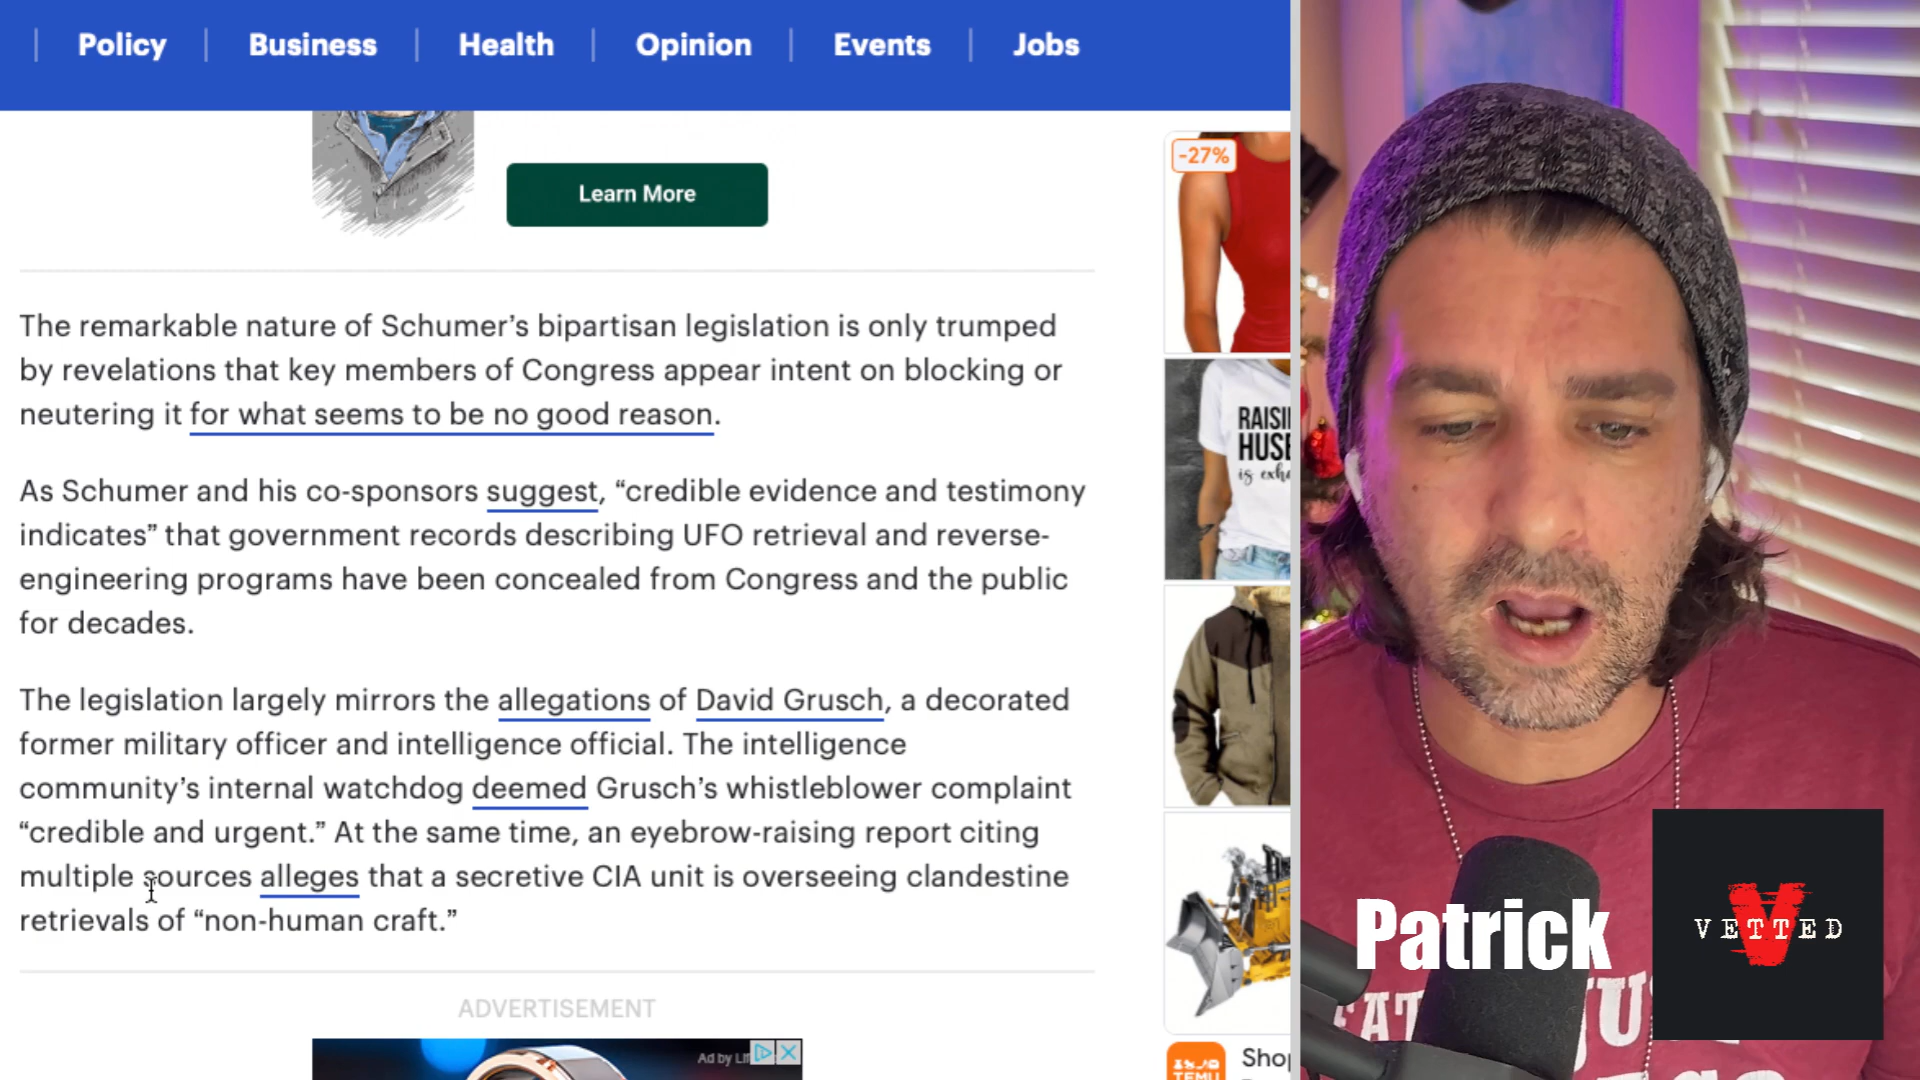 Policy
Business
Health
Opinion
Events
Jobs
Learn More
-27%
The remarkable nature of Schumer’s bipartisan legislation is only trumped
by revelations that key members of Congress appear intent on blocking or
neutering it for what seems to be no good reason.
As Schumer and his co-sponsors suggest, “credible evidence and testimony
indicates” that government records describing UFO retrieval and reverse-
engineering programs have been concealed from Congress and the public
for decades.
The legislation largely mirrors the allegations of David Grusch, a decorated
former military officer and intelligence official. The intelligence
community’s internal watchdog deemed Grusch’s whistleblower complaint
“credible and urgent.” At the same time, an eyebrow-raising report citing
multiple sources alleges that a secretive CIA unit is overseeing clandestine
retrievals of “non-human craft.”
ADVERTISEMENT
Ad by
is
TEMU
Patrick
VETTED